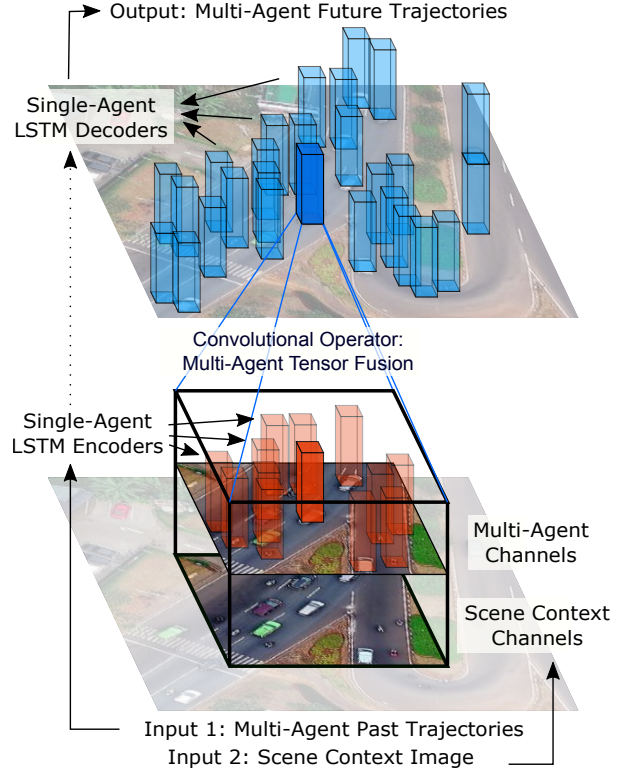 Output: Multi-Agent Future Trajectories
Single-Agent
LSTM Decoders
Convolutional Operator:
Multi-Agent Tensor Fusion
Single-Agent
LSTM Encoders
Multi-Agent
Channels
Scene Context
Channels
Input 1: Multi-Agent Past Trajectories
Input 2: Scene Context Image